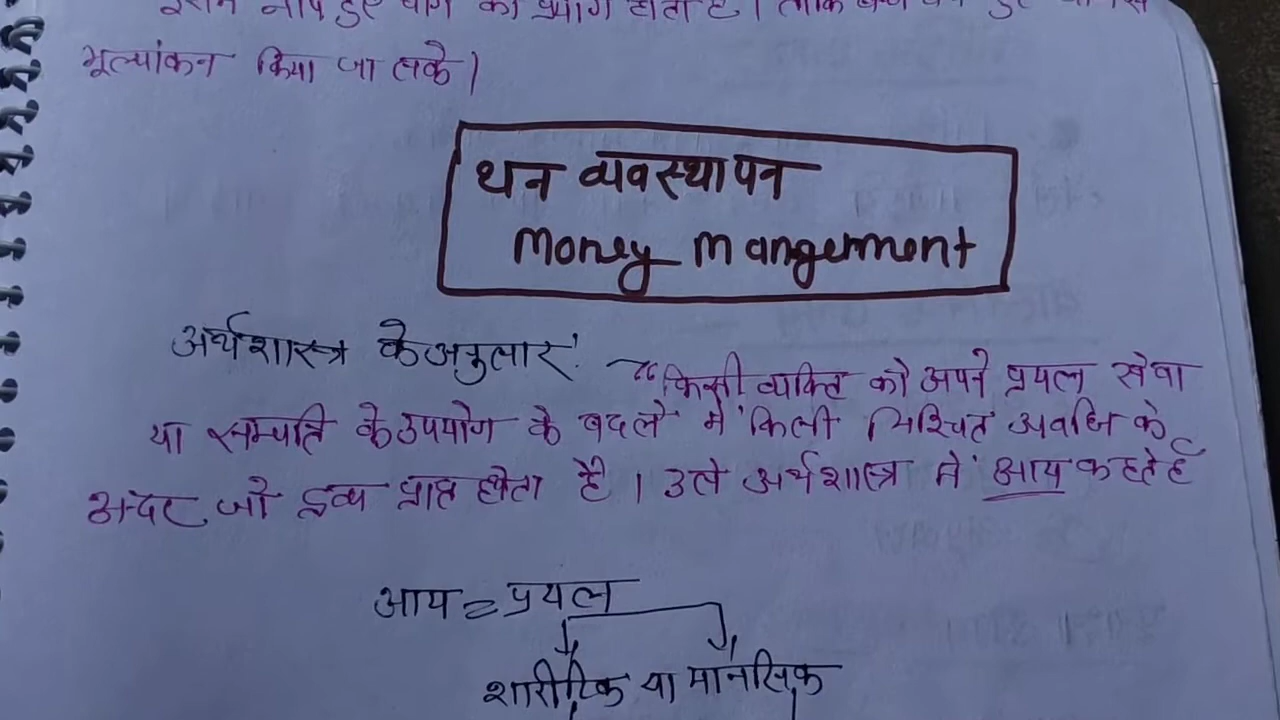 हुए का प्रयोग होता है। ताकि
मूल्यांकन किया जा सके।
धन व्यवस्थापन
Money Mangement
अर्थशास्त्र के अनुसार: ~ "किसी व्यक्ति को अपने प्रयत्न सेवा
या सम्पति के उपयोग के बदले में किसी निश्चित अवधि के
अन्दर जो द्रव्य प्राप्त होता है। उसे अर्थशास्त्र में आय कहते हैं
आय = प्रयत्न
शारीरिक या मानसिक